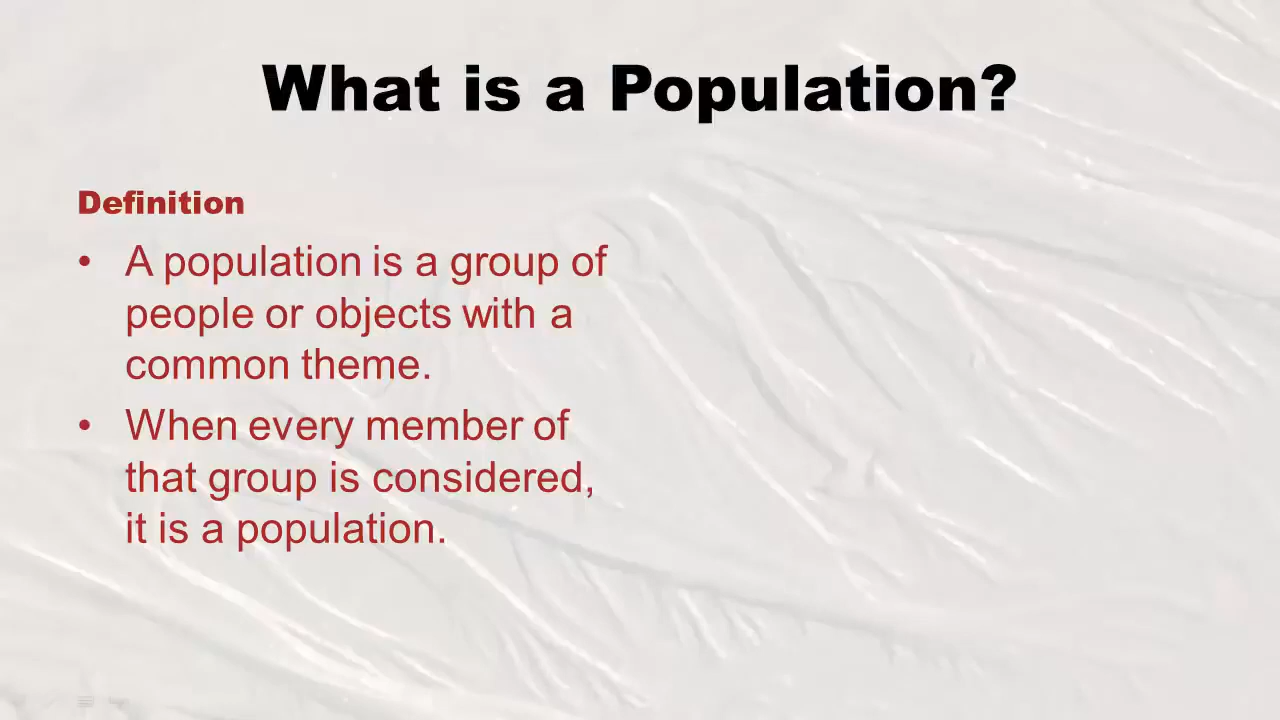 What is a Population?
Definition
• A population is a group of
people or objects with a
common theme.
• When every member of
that group is considered,
it is a population.